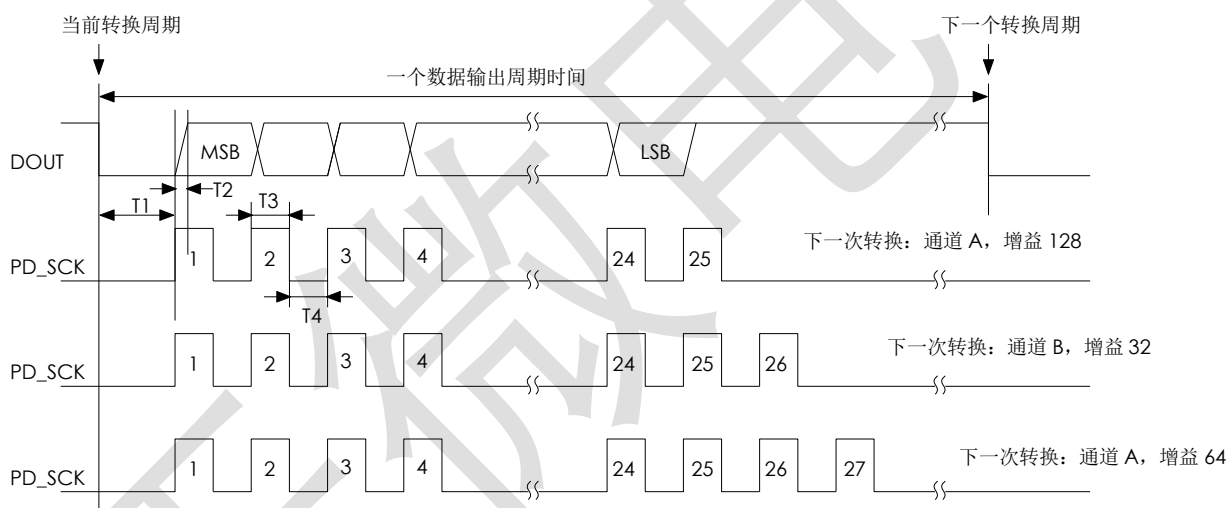 当前转换周期
下一个转换周期
一个数据输出周期时间
DOUT
MSB
LSB
T1
T2
T3
PD_SCK
1
2
3
4
24
25
下一次转换：通道 A，增益 128
T4
PD_SCK
1
2
3
4
24
25
26
下一次转换：通道 B，增益 32
PD_SCK
1
2
3
4
24
25
26
27
下一次转换：通道 A，增益 64